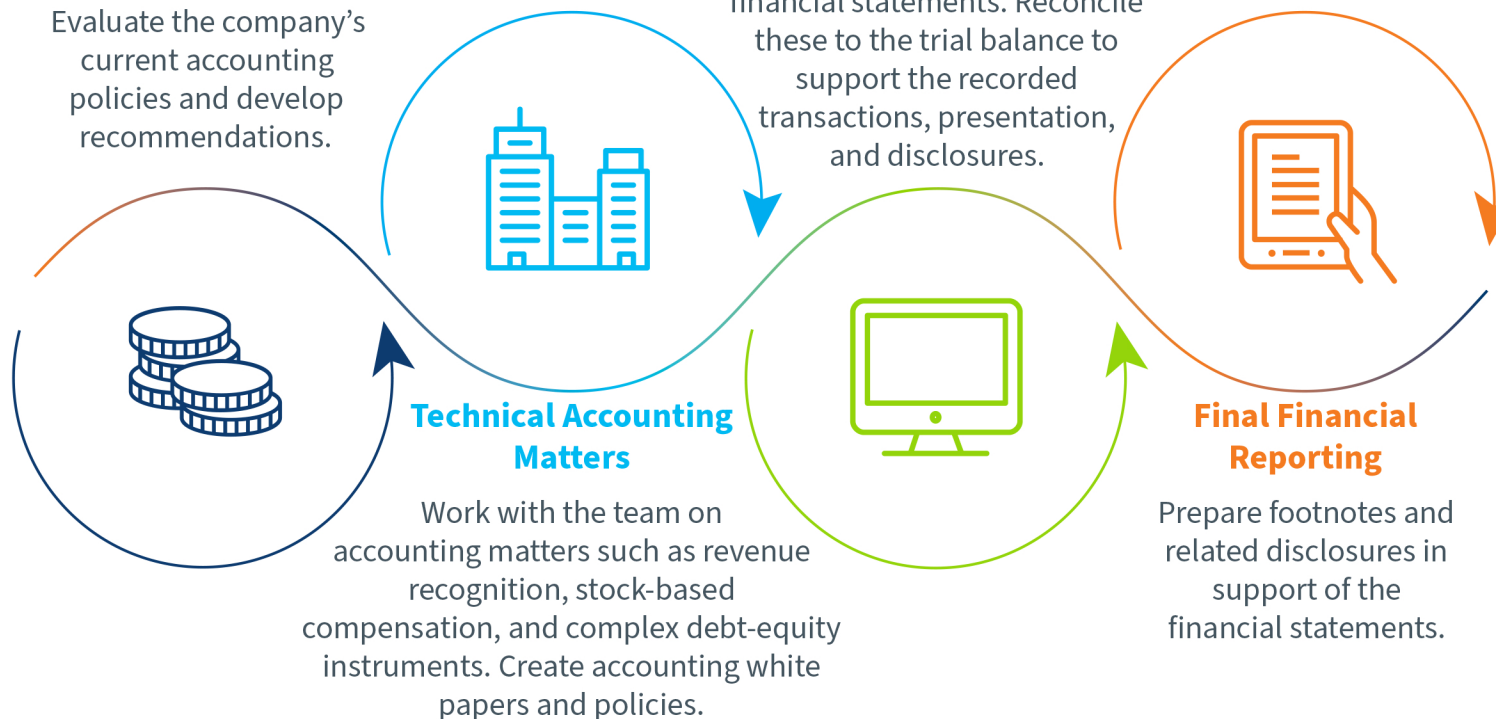 Evaluate the company’s
current accounting
policies and develop
recommendations.
Technical Accounting
Matters
Work with the team on
accounting matters such as revenue
recognition, stock-based
compensation, and complex debt-equity
instruments. Create accounting white
papers and policies.
financial statements. Reconcile
these to the trial balance to
support the recorded
transactions, presentation,
and disclosures.
Final Financial
Reporting
Prepare footnotes and
related disclosures in
support of the
financial statements.